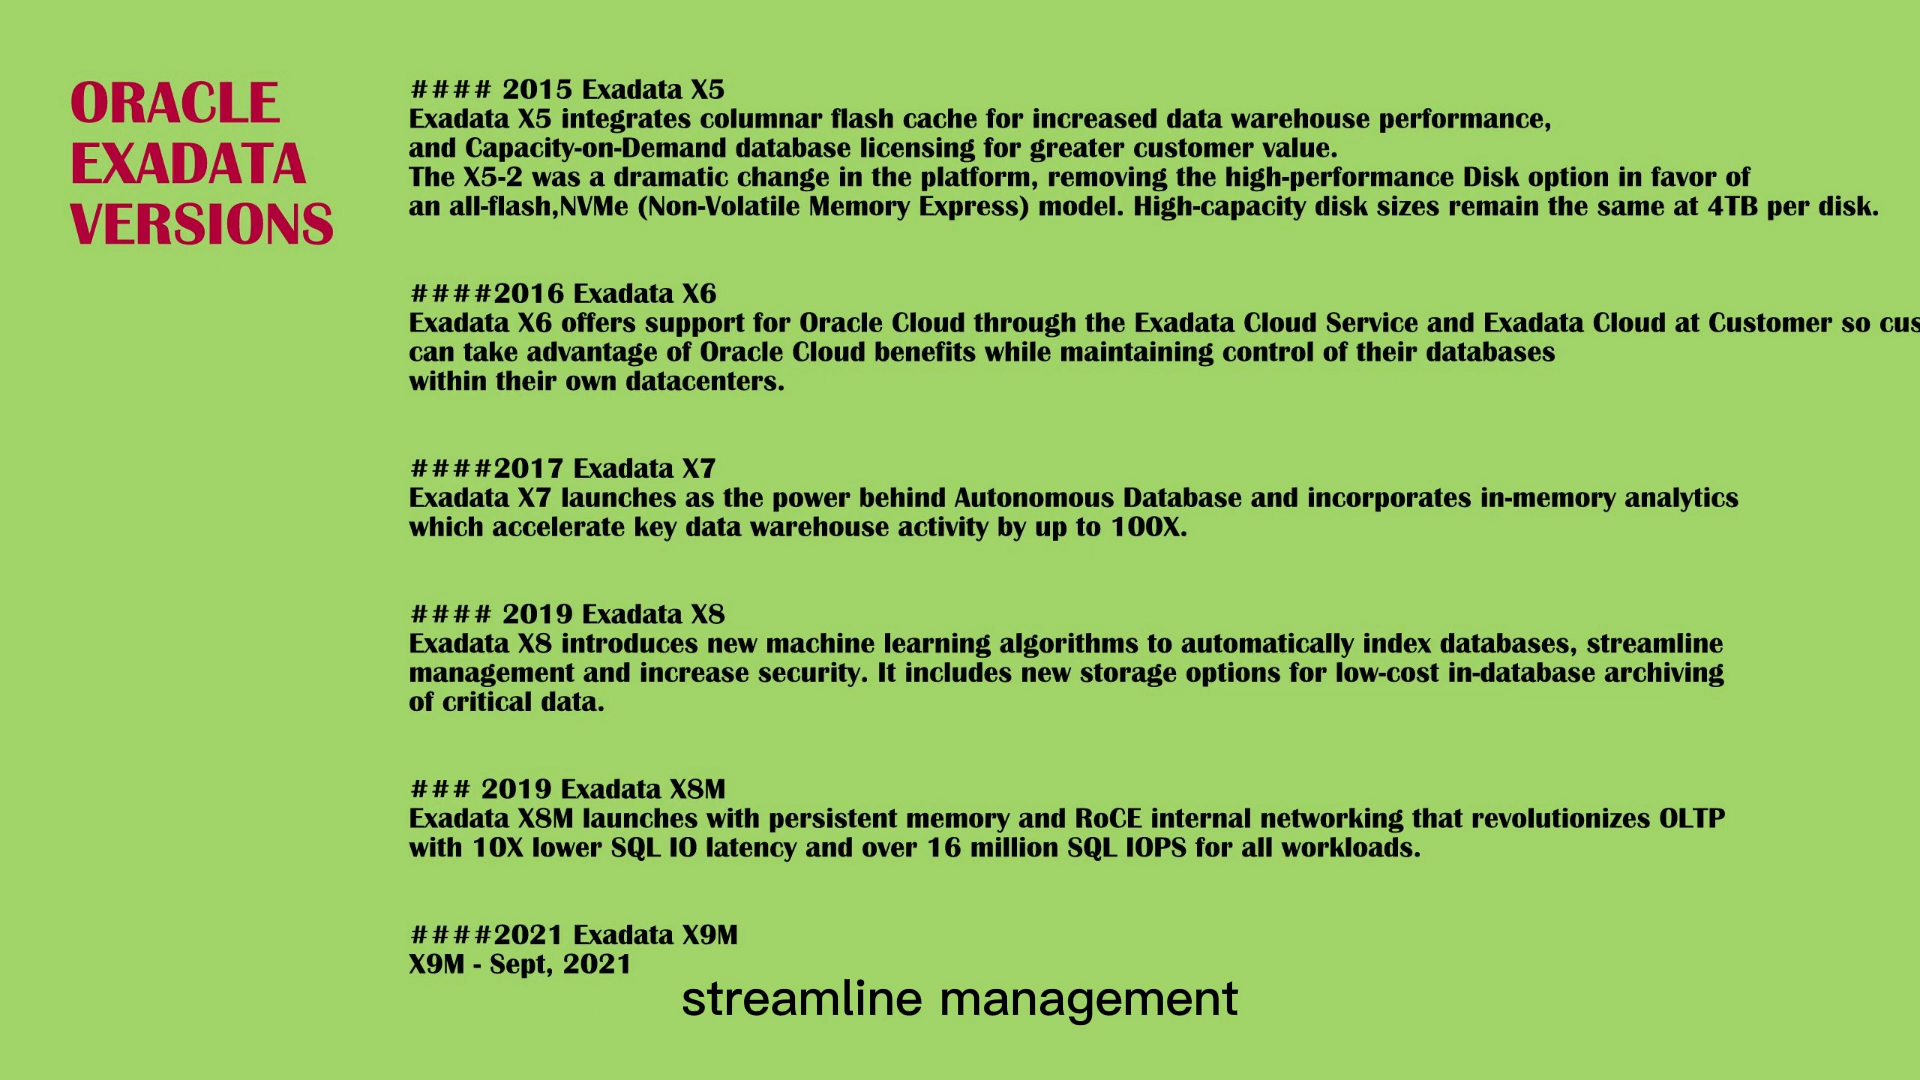 ORACLE
EXADATA
VERSIONS
#### 2015 Exadata X5
Exadata X5 integrates columnar flash cache for increased data warehouse performance,
and Capacity-on-Demand database licensing for greater customer value.
The X5-2 was a dramatic change in the platform, removing the high-performance Disk option in favor of
an all-flash,NVMe (Non-Volatile Memory Express) model. High-capacity disk sizes remain the same at 4TB per disk.
####2016 Exadata X6
Exadata X6 offers support for Oracle Cloud through the Exadata Cloud Service and Exadata Cloud at Customer so cus
can take advantage of Oracle Cloud benefits while maintaining control of their databases
within their own datacenters.
####2017 Exadata X7
Exadata X7 launches as the power behind Autonomous Database and incorporates in-memory analytics
which accelerate key data warehouse activity by up to 100X.
#### 2019 Exadata X8
Exadata X8 introduces new machine learning algorithms to automatically index databases, streamline
management and increase security. It includes new storage options for low-cost in-database archiving
of critical data.
### 2019 Exadata X8M
Exadata X8M launches with persistent memory and RoCE internal networking that revolutionizes OLTP
with 10X lower SQL IO latency and over 16 million SQL IOPS for all workloads.
####2021 Exadata X9M
X9M - Sept, 2021
streamline management